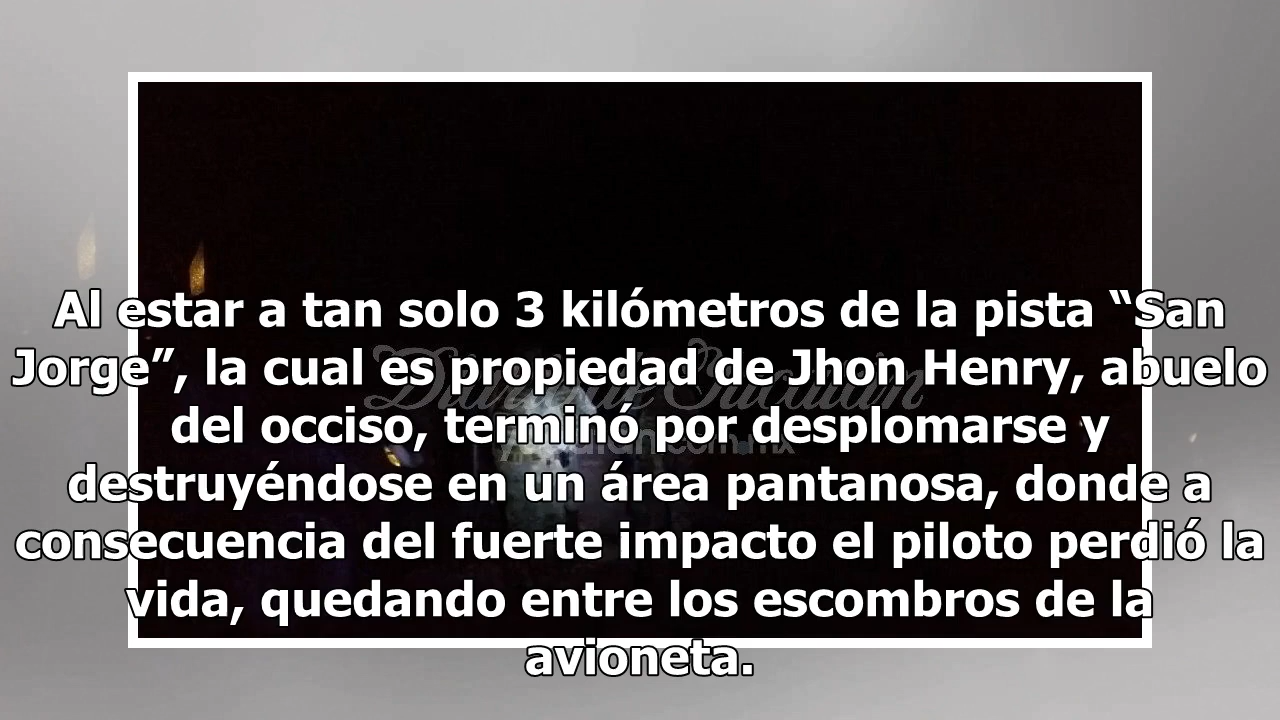 Al estar a tan solo 3 kilómetros de la pista “San
Jorge”, la cual es propiedad de Jhon Henry, abuelo
del occiso, terminó por desplomarse y
destruyéndose en un área pantanosa, donde a
consecuencia del fuerte impacto el piloto perdió la
vida, quedando entre los escombros de la
avioneta.